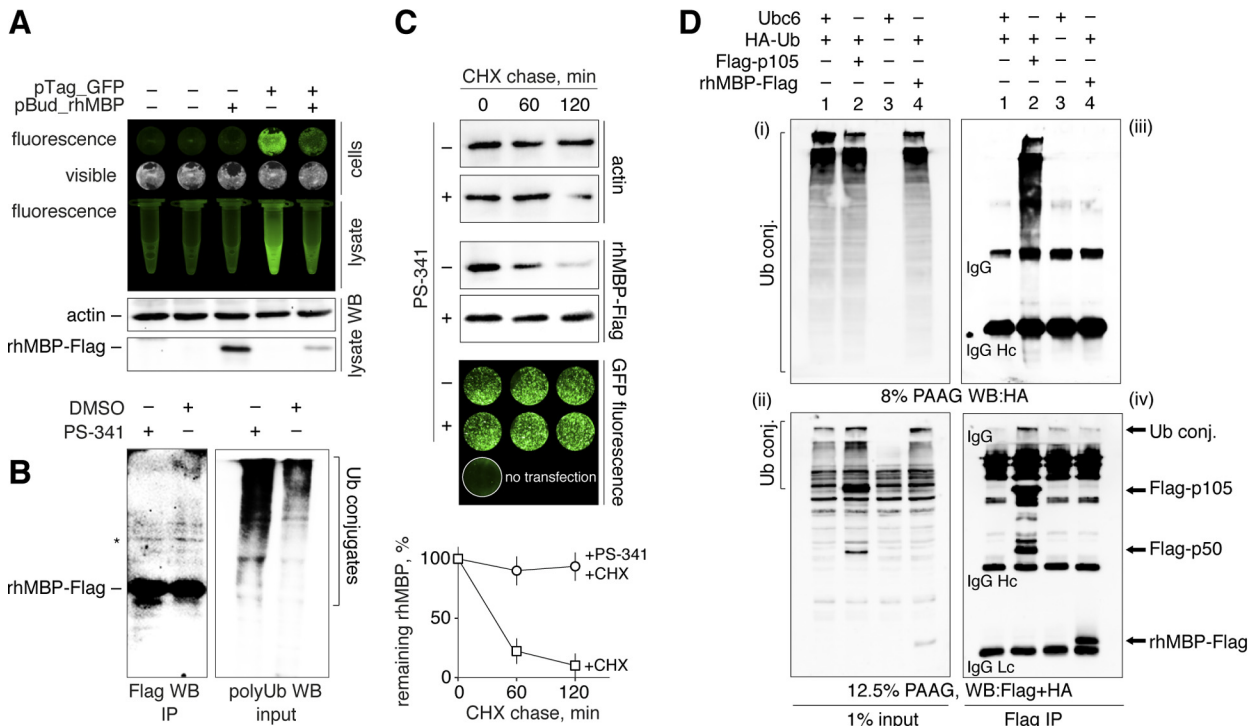 A
pTag_GFP – – – + +
pBud_rhMBP – – + – +
fluorescence
visible
cells
fluorescence
lysate
actin –
rhMBP-Flag –
lysate WB
B
DMSO – + – +
PS-341 + – + –
*
rhMBP-Flag –
Ub conjugates
Flag WB
IP
polyUb WB
input
C
CHX chase, min
0 60 120
PS-341
–
+
actin
–
+
rhMBP-Flag
–
+
no transfection
GFP fluorescence
remaining rhMBP, %
100
50
0
+PS-341
+CHX
+CHX
0 60 120
CHX chase, min
D
Ubc6 + – + – + – + –
HA-Ub + + – + + + – +
Flag-p105 – + – – – + – –
rhMBP-Flag – – – + – – – +
1 2 3 4 1 2 3 4
(i)
Ub conj.
(iii)
IgG
IgG Hc
8% PAAG WB:HA
(ii)
Ub conj.
(iv)
IgG
Ub conj.
Flag-p105
Flag-p50
IgG Hc
rhMBP-Flag
IgG Lc
12.5% PAAG, WB:Flag+HA
1% input
Flag IP